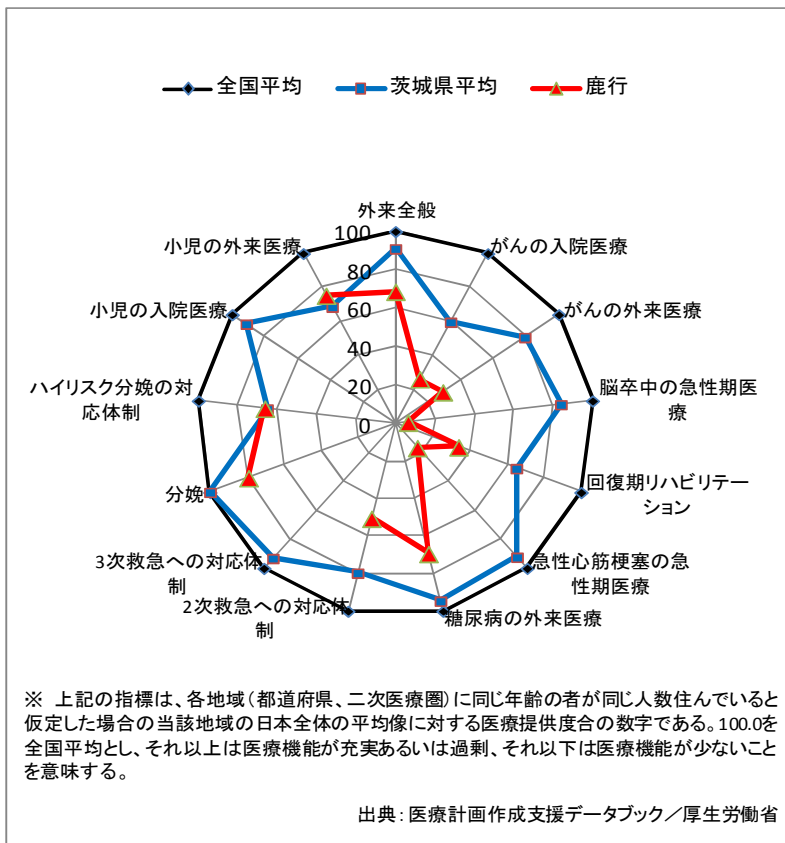 全国平均 茨城県平均 鹿行
外来全般
100
小児の外来医療 がんの入院医療
80
小児の入院医療 がんの外来医療
60
40
ハイリスク分娩の対
応体制
脳卒中の急性期医
療
20
0
分娩
回復期リハビリテー
ション
3次救急への対応体
制
急性心筋梗塞の急
性期医療
2次救急への対応体
制
糖尿病の外来医療
※ 上記の指標は、各地域(都道府県、二次医療圏)に同じ年齢の者が同じ人数住んでいると
仮定した場合の当該地域の日本全体の平均像に対する医療提供度合の数字である。100.0を
全国平均とし、それ以上は医療機能が充実あるいは過剰、それ以下は医療機能が少ないこと
を意味する。
出典:医療計画作成支援データブック/厚生労働省